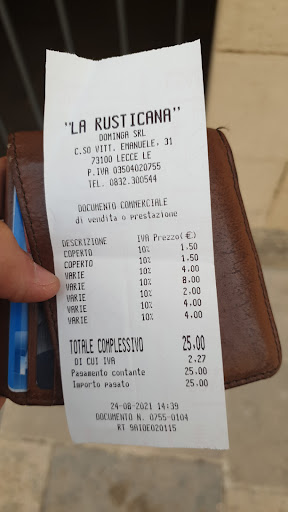 "LA RUSTICANA"
DOMINGA SRL
C.SO VITT. EMANUELE, 31
73100 LECCE LE
P.IVA 03504020755
TEL. 0832.300544
DOCUMENTO COMMERCIALE
di vendita o prestazione
DESCRIZIONE IVA Prezzo(€)
COPERTO 10% 1.50
COPERTO 10% 1.50
VARIE 10% 4.00
VARIE 10% 8.00
VARIE 10% 2.00
VARIE 10% 4.00
VARIE 10% 4.00
TOTALE COMPLESSIVO 25.00
DI CUI IVA 2.27
Pagamento contante 25.00
Importo pagato 25.00
24-08-2021 14:39
DOCUMENTO N. 0755-0104
RT 9AIDE020115